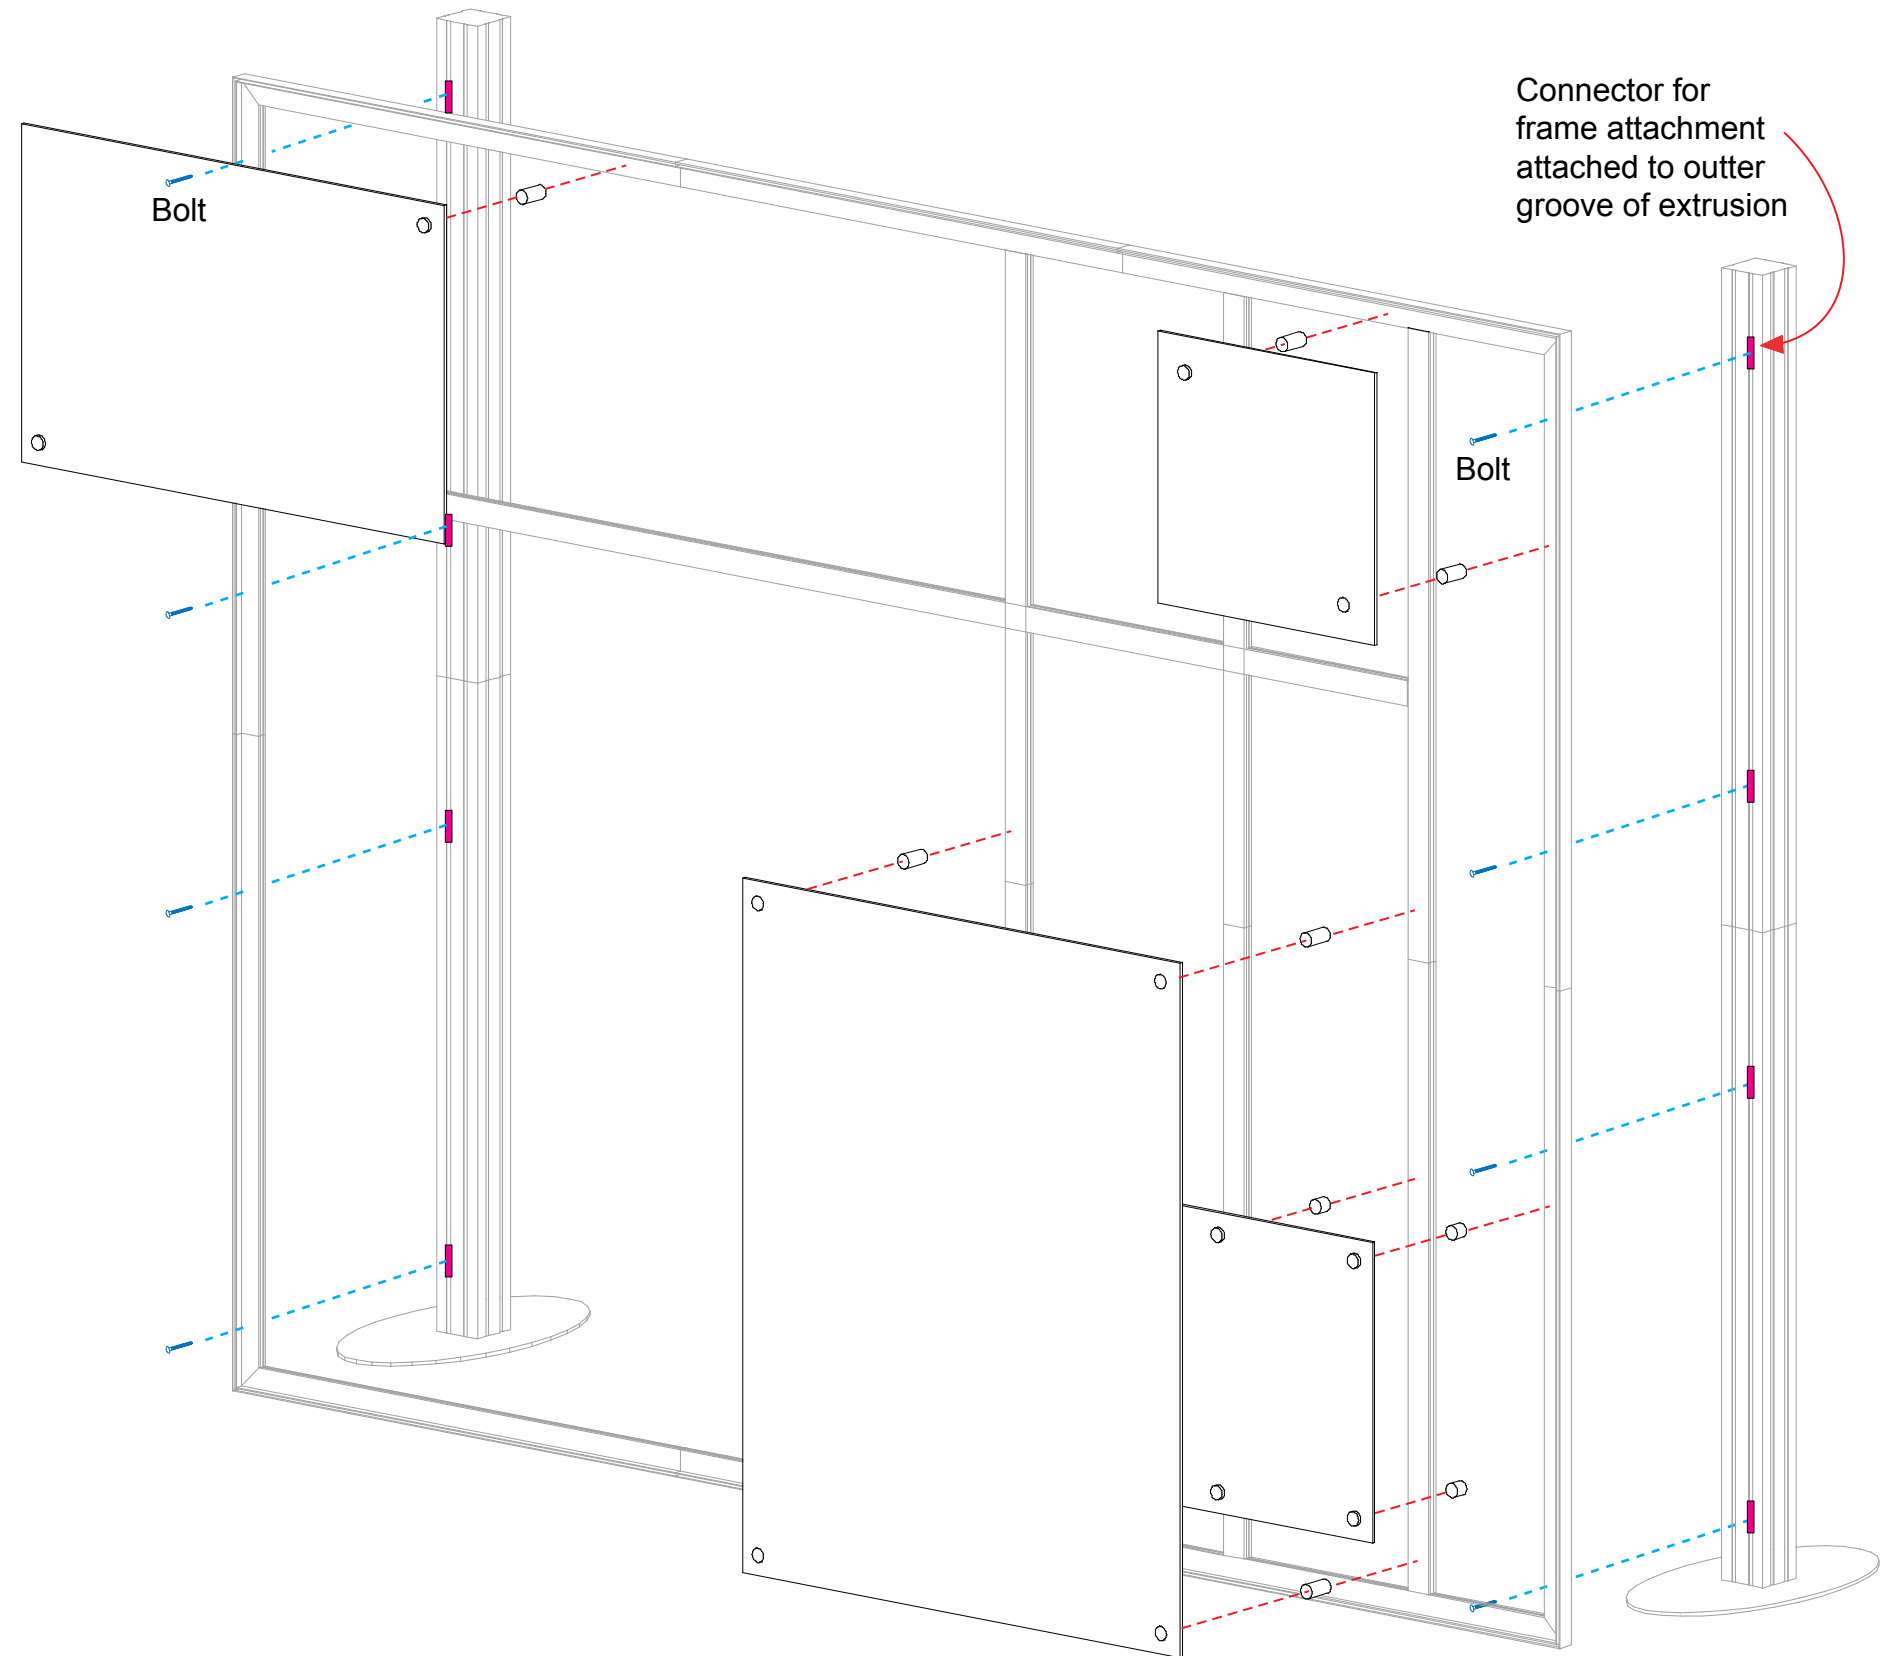 Connector for
frame attachment
attached to outter
groove of extrusion
Bolt
Bolt